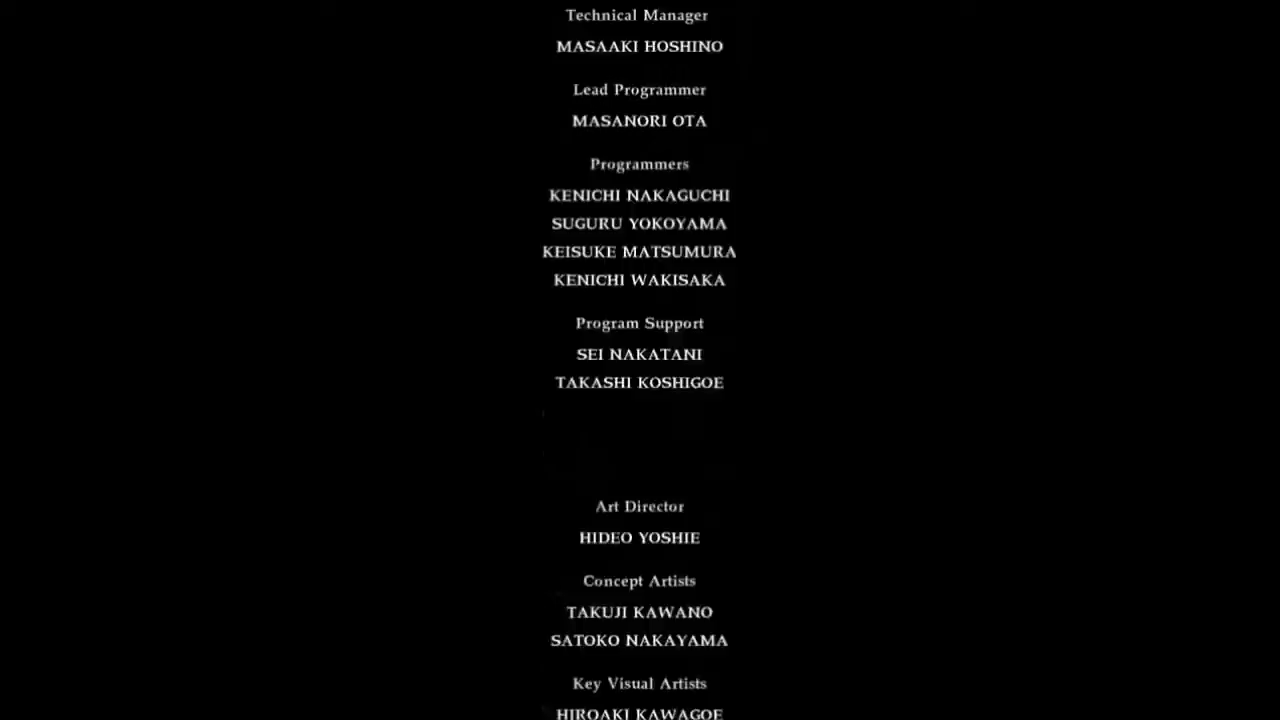 Technical Manager
MASAAKI HOSHINO
Lead Programmer
MASANORI OTA
Programmers
KENICHI NAKAGUCHI
SUGURU YOKOYAMA
KEISUKE MATSUMURA
KENICHI WAKISAKA
Program Support
SEI NAKATANI
TAKASHI KOSHIGOE
Art Director
HIDEO YOSHIE
Concept Artists
TAKUJI KAWANO
SATOKO NAKAYAMA
Key Visual Artists
HIROAKI KAWAGOE